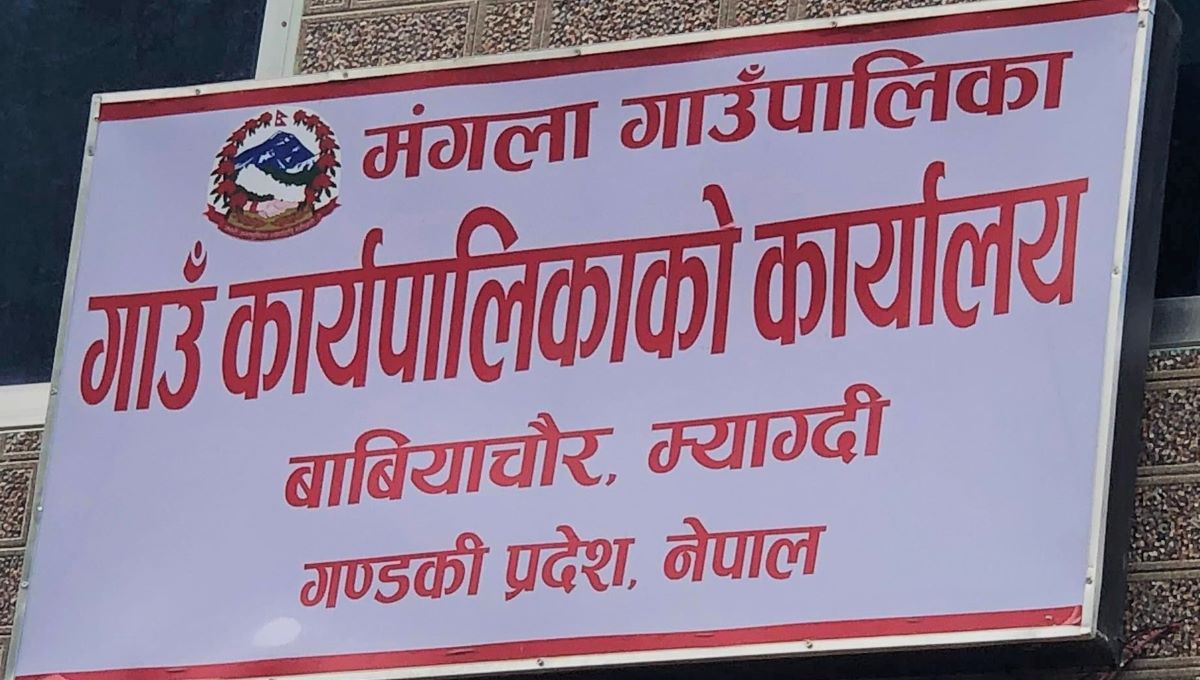 मंगला गाउँपालिका
गाउँ कार्यपालिकाको कार्यालय
बाबियाचौर, म्याग्दी
गण्डकी प्रदेश, नेपाल